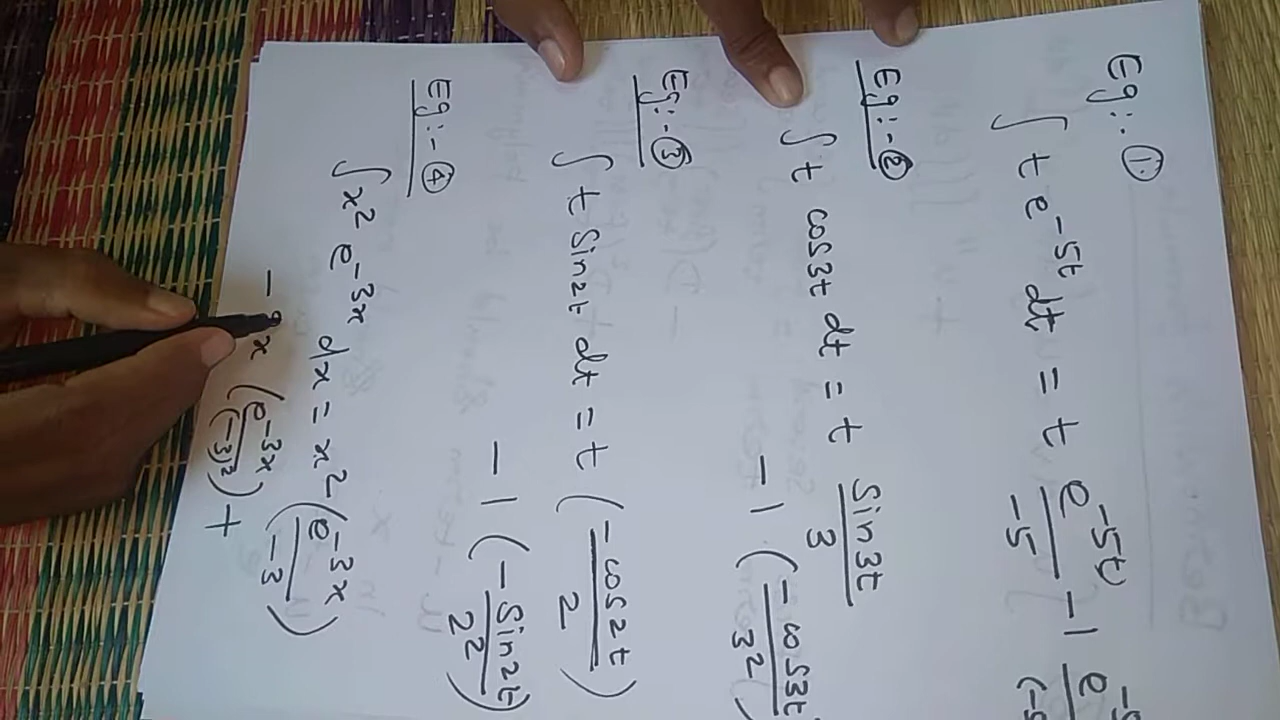 Eg:- ①
∫ t e^{-5t} dt = t e^{-5t}/-5 - 1 e
Eg:- ②
∫ t cos3t dt = t sin3t/3
- 1 (-cos3t/3²)
Eg:- ③
∫ t sin2t dt = t (-cos2t/2)
- 1 (-sin2t/2²)
Eg:- ④
∫ x² e^{-3x} dx = x² (e^{-3x}/-3)
- 2x (e^{-3x}/(-3)²) +